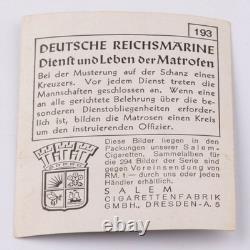 193
DEUTSCHE REICHSMARINE
Dienst und Leben der Matrosen
Bei der Musterung auf der Schanz eines
Kreuzers. Vor jedem Dienst treten die
Mannschaften geschlossen an. Wenn eine
an alle gerichtete Belehrung über die be-
sonderen Dienstobliegenheiten erforder-
lich ist, bilden die Matrosen einen Kreis
um den instruierenden Offizier.
Diese Bilder liegen in den
Packungen unserer Salem-
Cigaretten, Sammelalben für
die 294 Bilder der Serie sind
gegen Voreinsendung von
RM. 1.— durch uns oder jeden
Händler erhältlich.
SALEM
CIGARETTENFABRIK
GMBH., DRESDEN-A. 5